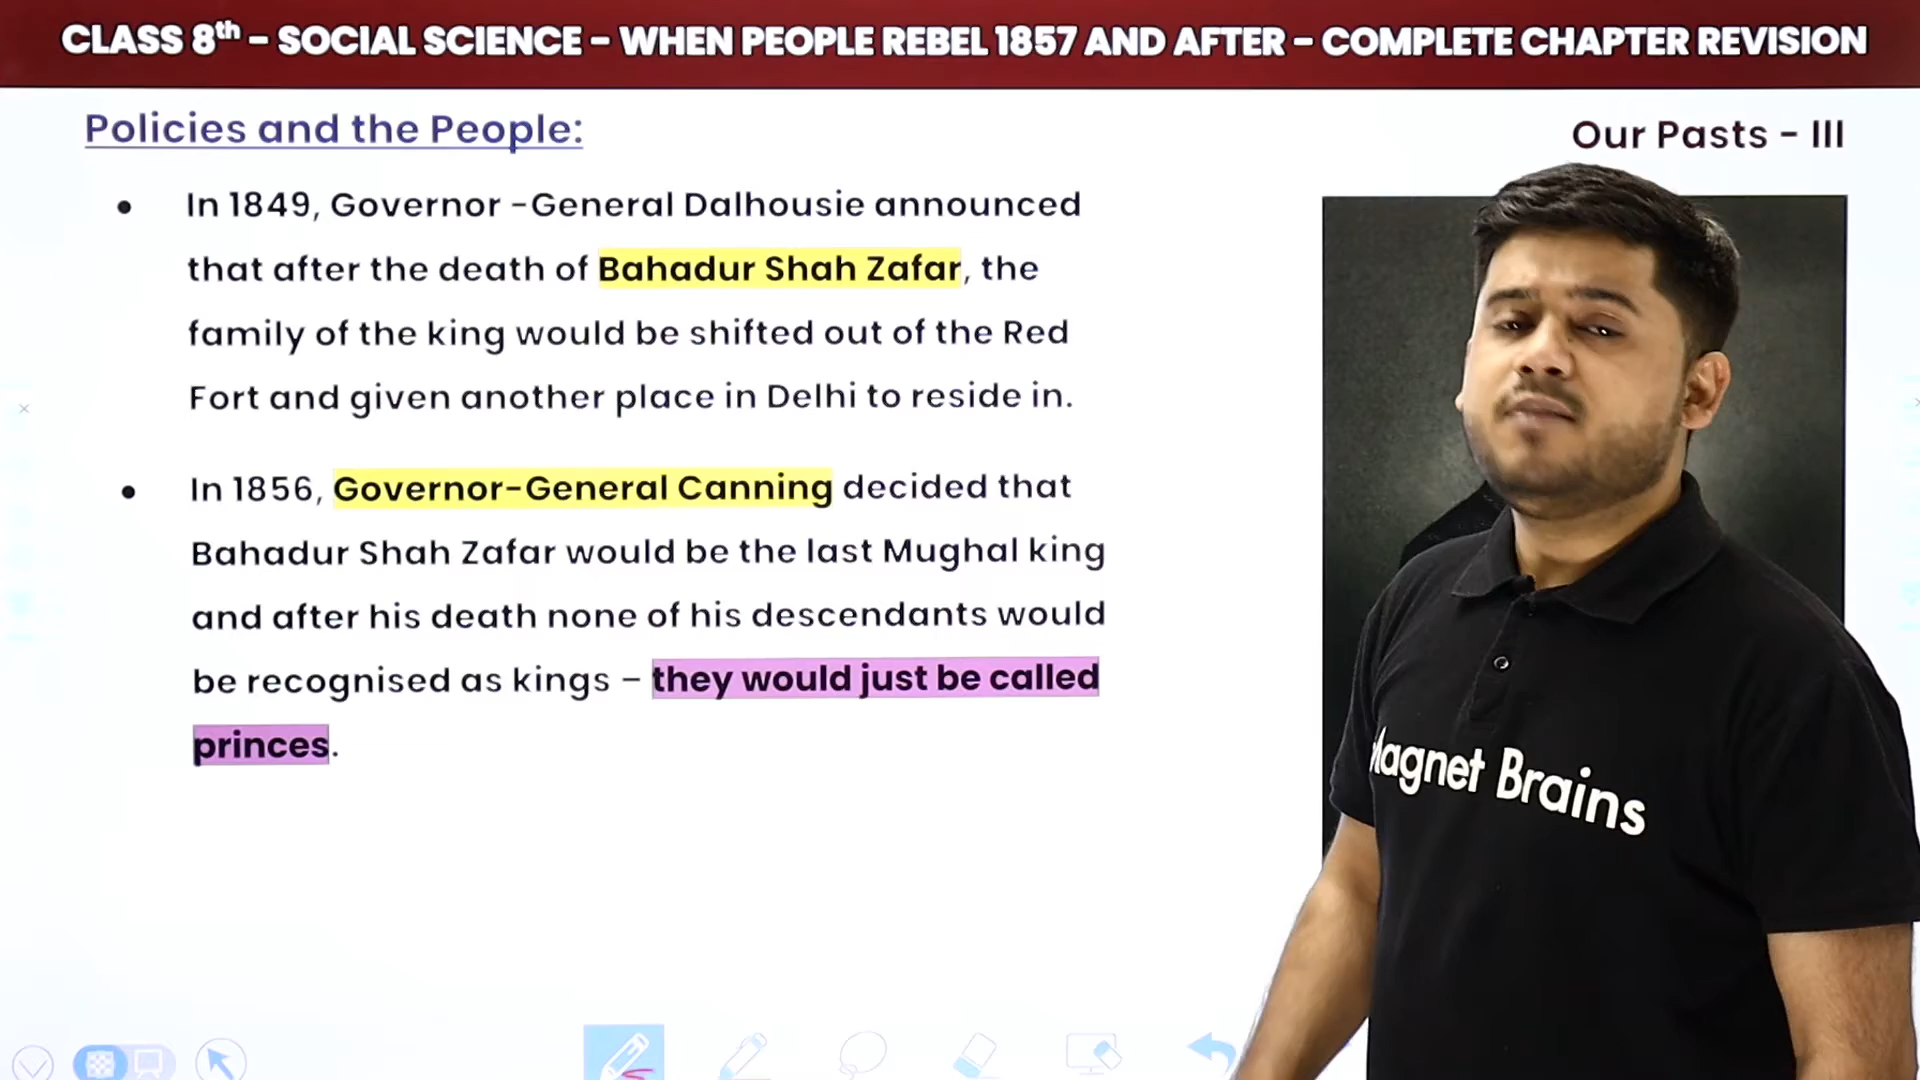 CLASS 8th – SOCIAL SCIENCE – WHEN PEOPLE REBEL 1857 AND AFTER – COMPLETE CHAPTER REVISION
Policies and the People:
Our Pasts - III
• In 1849, Governor -General Dalhousie announced
that after the death of Bahadur Shah Zafar, the
family of the king would be shifted out of the Red
Fort and given another place in Delhi to reside in.
• In 1856, Governor-General Canning decided that
Bahadur Shah Zafar would be the last Mughal king
and after his death none of his descendants would
be recognised as kings – they would just be called
princes.
Magnet Brains